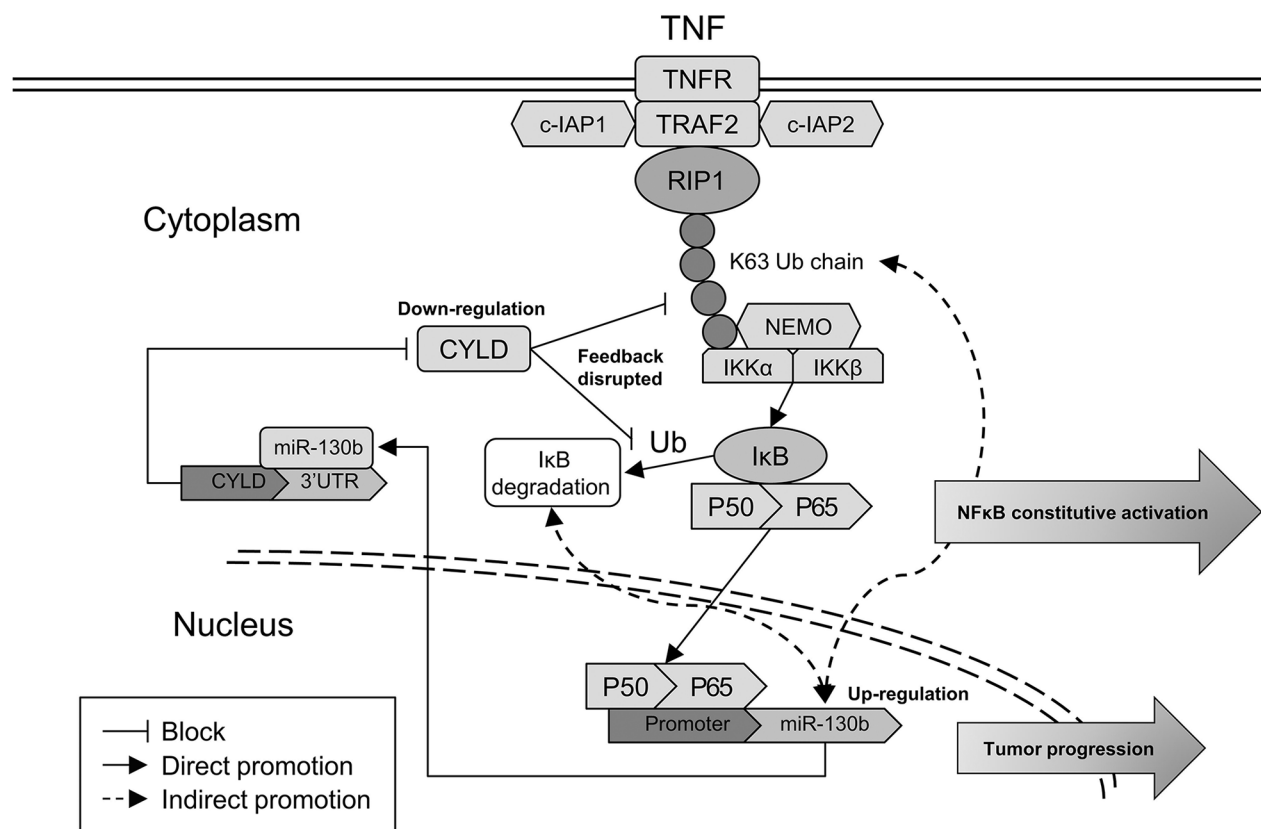 TNF
TNFR
c-IAP1
TRAF2
c-IAP2
RIP1
Cytoplasm
K63 Ub chain
Down-regulation
CYLD
NEMO
IKKα
IKKβ
Feedback
disrupted
Ub
miR-130b
CYLD
3'UTR
IκB
degradation
IκB
P50
P65
NFκB constitutive activation
Nucleus
P50
P65
Up-regulation
Promoter
miR-130b
Tumor progression
Block
Direct promotion
Indirect promotion